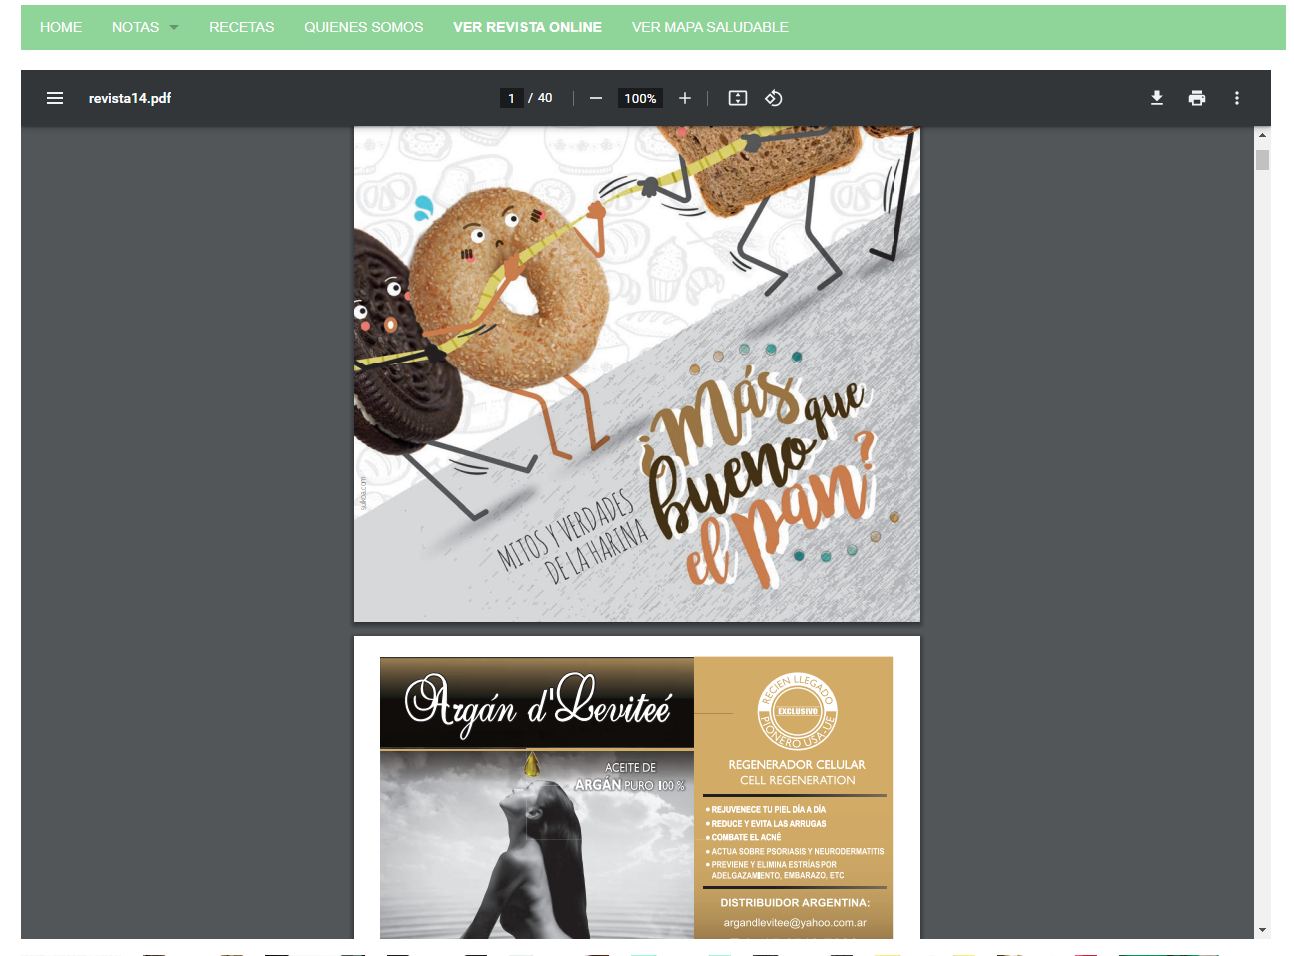 HOME NOTAS RECETAS QUIENES SOMOS VER REVISTA ONLINE VER MAPA SALUDABLE
revista14.pdf 1 / 40 100%
¿más que
bueno
el pan?
MITOS Y VERDADES
DE LA HARINA
sukha.com
Argán d'Leviteé
ACEITE DE
ARGÁN PURO 100 %
RECIEN LLEGADO
EXCLUSIVO
PIONERO USA-UE
REGENERADOR CELULAR
CELL REGENERATION
• REJUVENECE TU PIEL DÍA A DÍA
• REDUCE Y EVITA LAS ARRUGAS
• COMBATE EL ACNÉ
• ACTUA SOBRE PSORIASIS Y NEURODERMATITIS
• PREVIENE Y ELIMINA ESTRÍAS POR
ADELGAZAMIENTO, EMBARAZO, ETC
DISTRIBUIDOR ARGENTINA:
argandlevitee@yahoo.com.ar